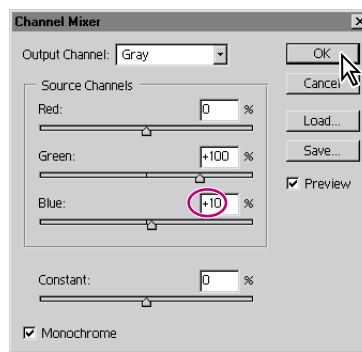 Channel Mixer
Output Channel: Gray
OK
Source Channels
Cancel
Red: 0 %
Load...
Green: +100 %
Save...
Preview
Blue: +10 %
Constant: 0 %
Monochrome